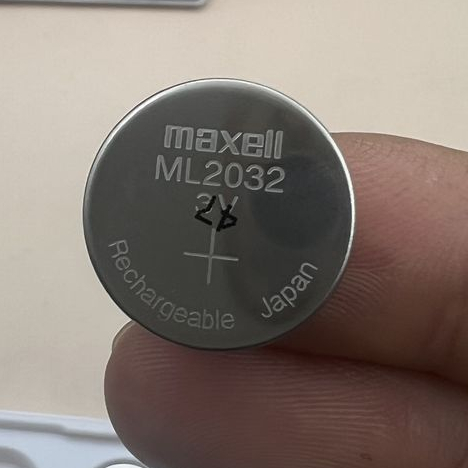 maxell
ML2032
3V
+
Rechargeable Japan